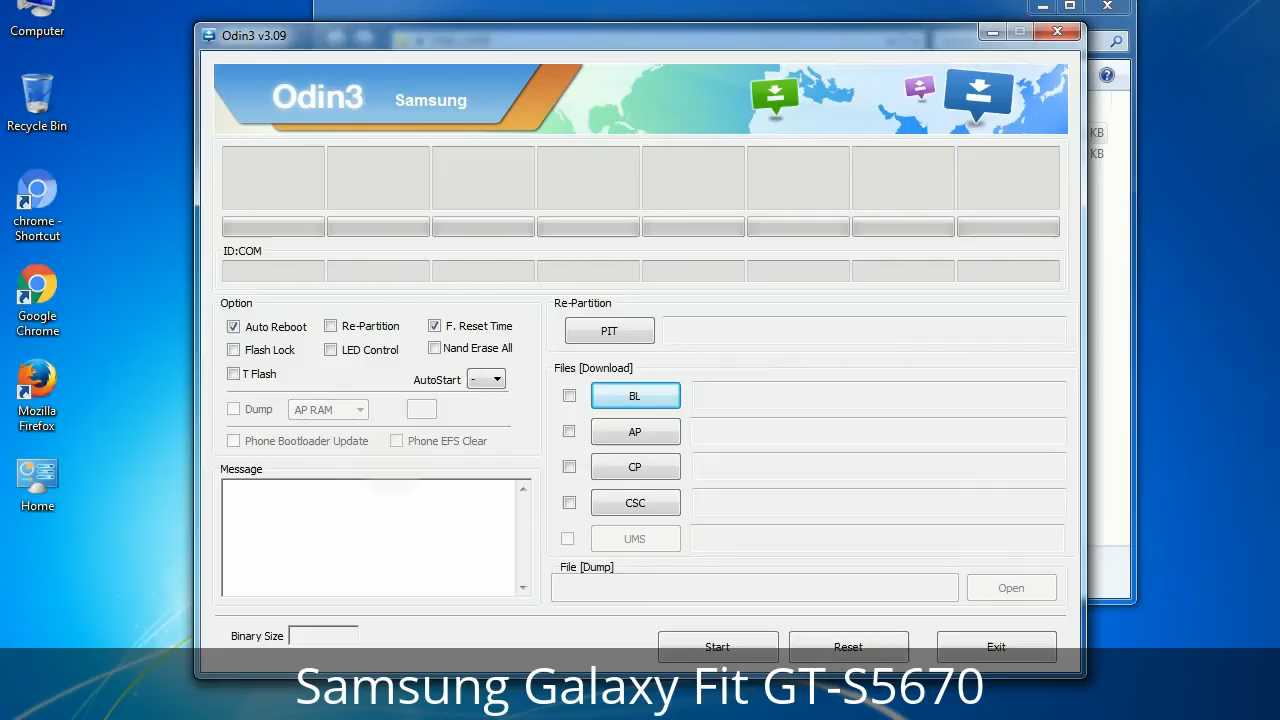 Computer
Recycle Bin
chrome -
Shortcut
Google
Chrome
Mozilla
Firefox
Home
Odin3 v3.09
KB
KB
Odin3 Samsung
ID:COM
Option
Auto Reboot Re-Partition F. Reset Time
Flash Lock LED Control Nand Erase All
T Flash AutoStart -
Dump AP RAM
Phone Bootloader Update Phone EFS Clear
Message
Re-Partition
PIT
Files [Download]
BL
AP
CP
CSC
UMS
File [Dump]
Open
Binary Size
Start Reset Exit
Samsung Galaxy Fit GT-S5670